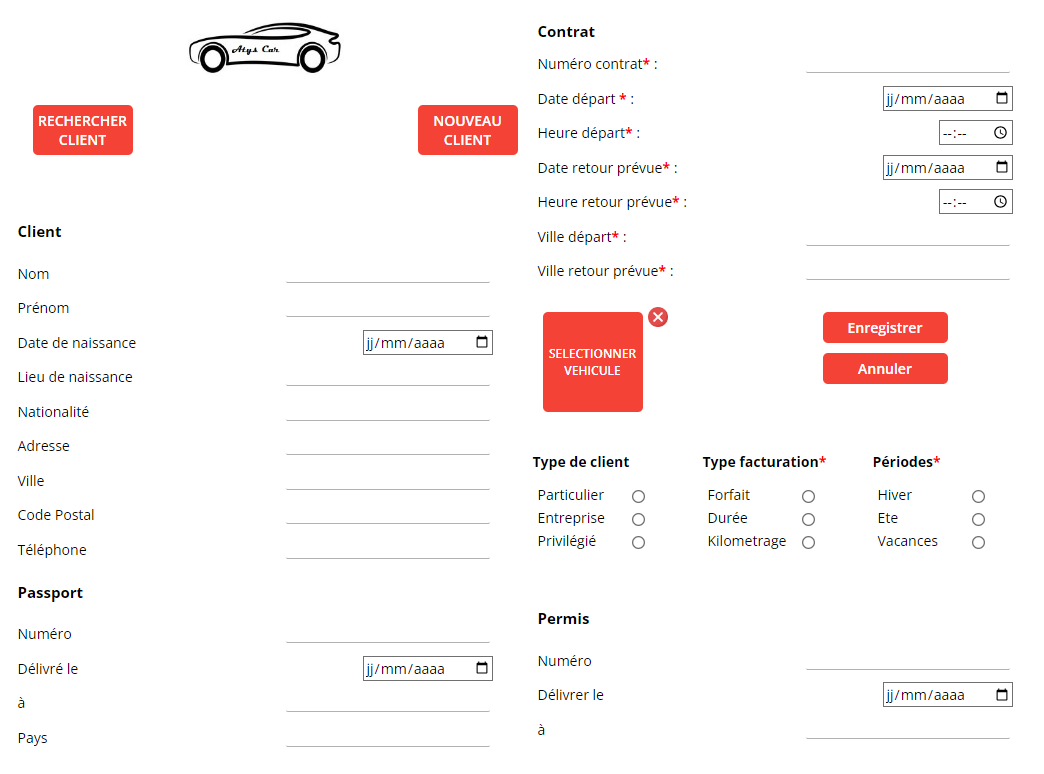 Atys Car
RECHERCHER
CLIENT
NOUVEAU
CLIENT
Client
Nom
Prénom
Date de naissance
jj/mm/aaaa
Lieu de naissance
Nationalité
Adresse
Ville
Code Postal
Téléphone
Passport
Numéro
Délivré le
jj/mm/aaaa
à
Pays
Contrat
Numéro contrat* :
Date départ * :
jj/mm/aaaa
Heure départ* :
--:--
Date retour prévue* :
jj/mm/aaaa
Heure retour prévue* :
--:--
Ville départ* :
Ville retour prévue* :
SELECTIONNER
VEHICULE
Enregistrer
Annuler
Type de client
Particulier
Entreprise
Privilégié
Type facturation*
Forfait
Durée
Kilometrage
Périodes*
Hiver
Ete
Vacances
Permis
Numéro
Délivrer le
jj/mm/aaaa
à